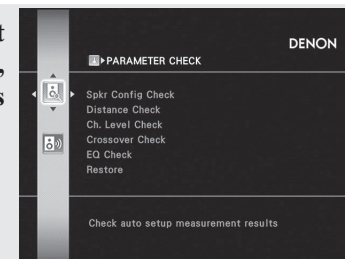 t
DENON
PARAMETER CHECK
,
s
Spkr Config Check
Distance Check
Ch. Level Check
Crossover Check
EQ Check
Restore
Check auto setup measurement results